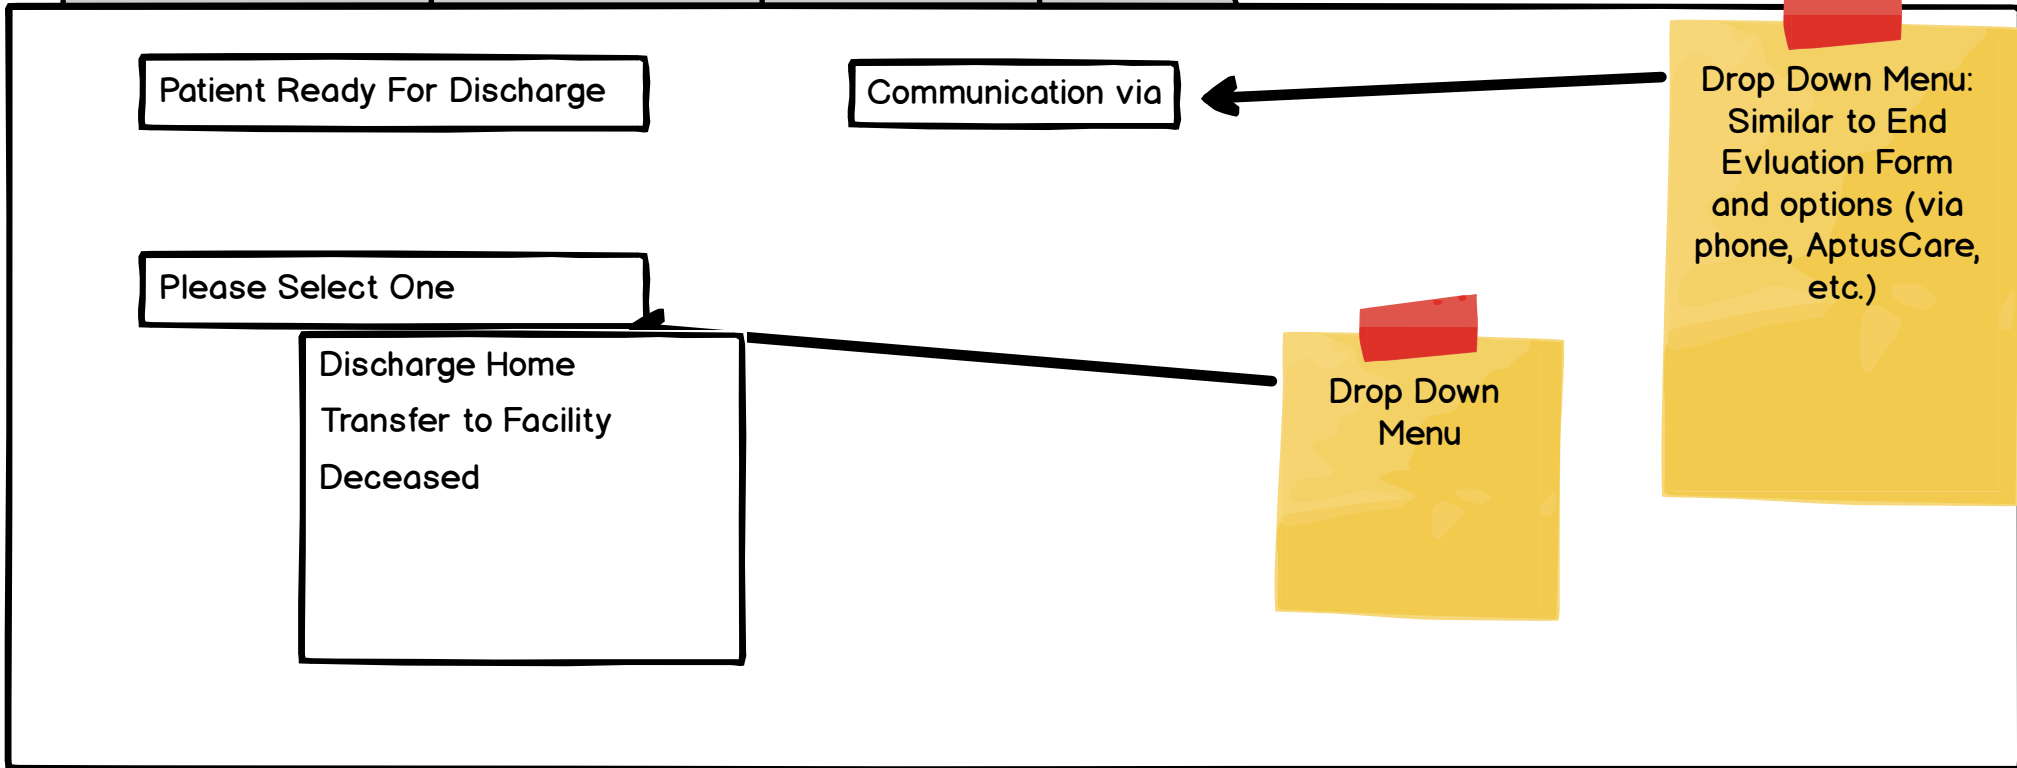 Patient Ready For Discharge
Communication via
Drop Down Menu:
Similar to End
Evluation Form
and options (via
phone, AptusCare,
etc.)
Please Select One
Discharge Home
Transfer to Facility
Deceased
Drop Down
Menu